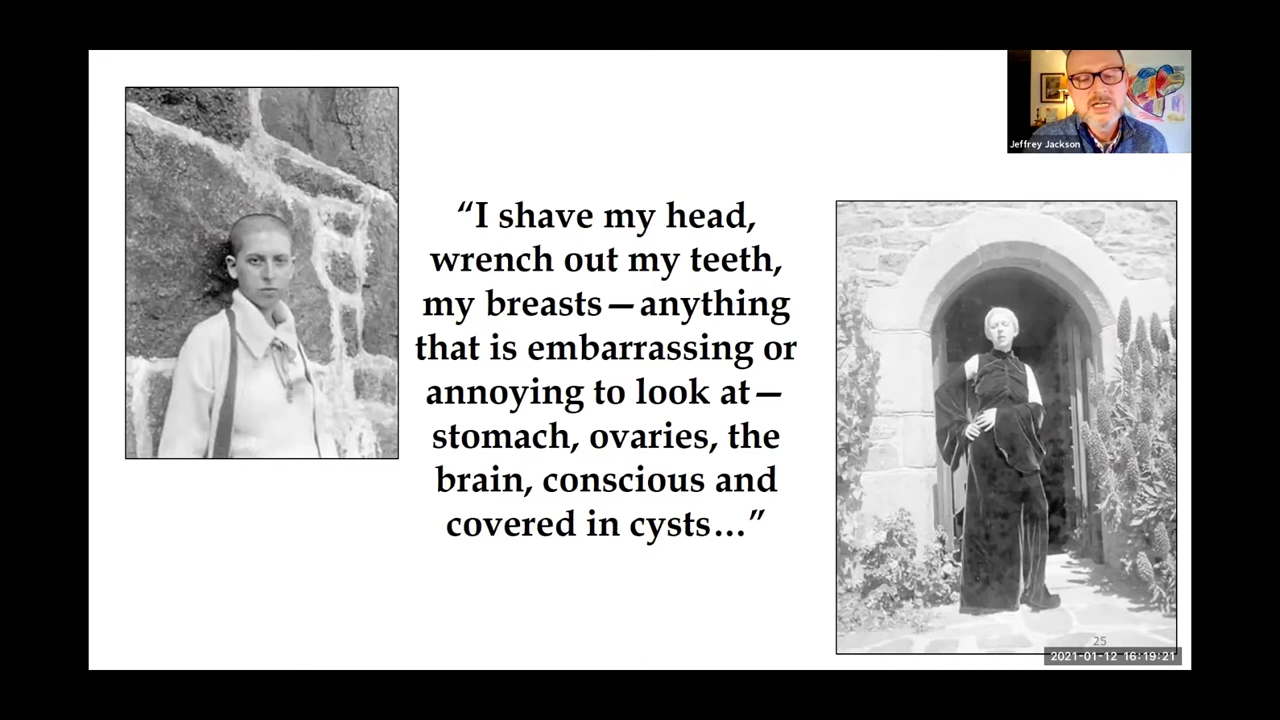 Jeffrey Jackson
“I shave my head,
wrench out my teeth,
my breasts—anything
that is embarrassing or
annoying to look at—
stomach, ovaries, the
brain, conscious and
covered in cysts…”
25
2021-01-12 16:19:21